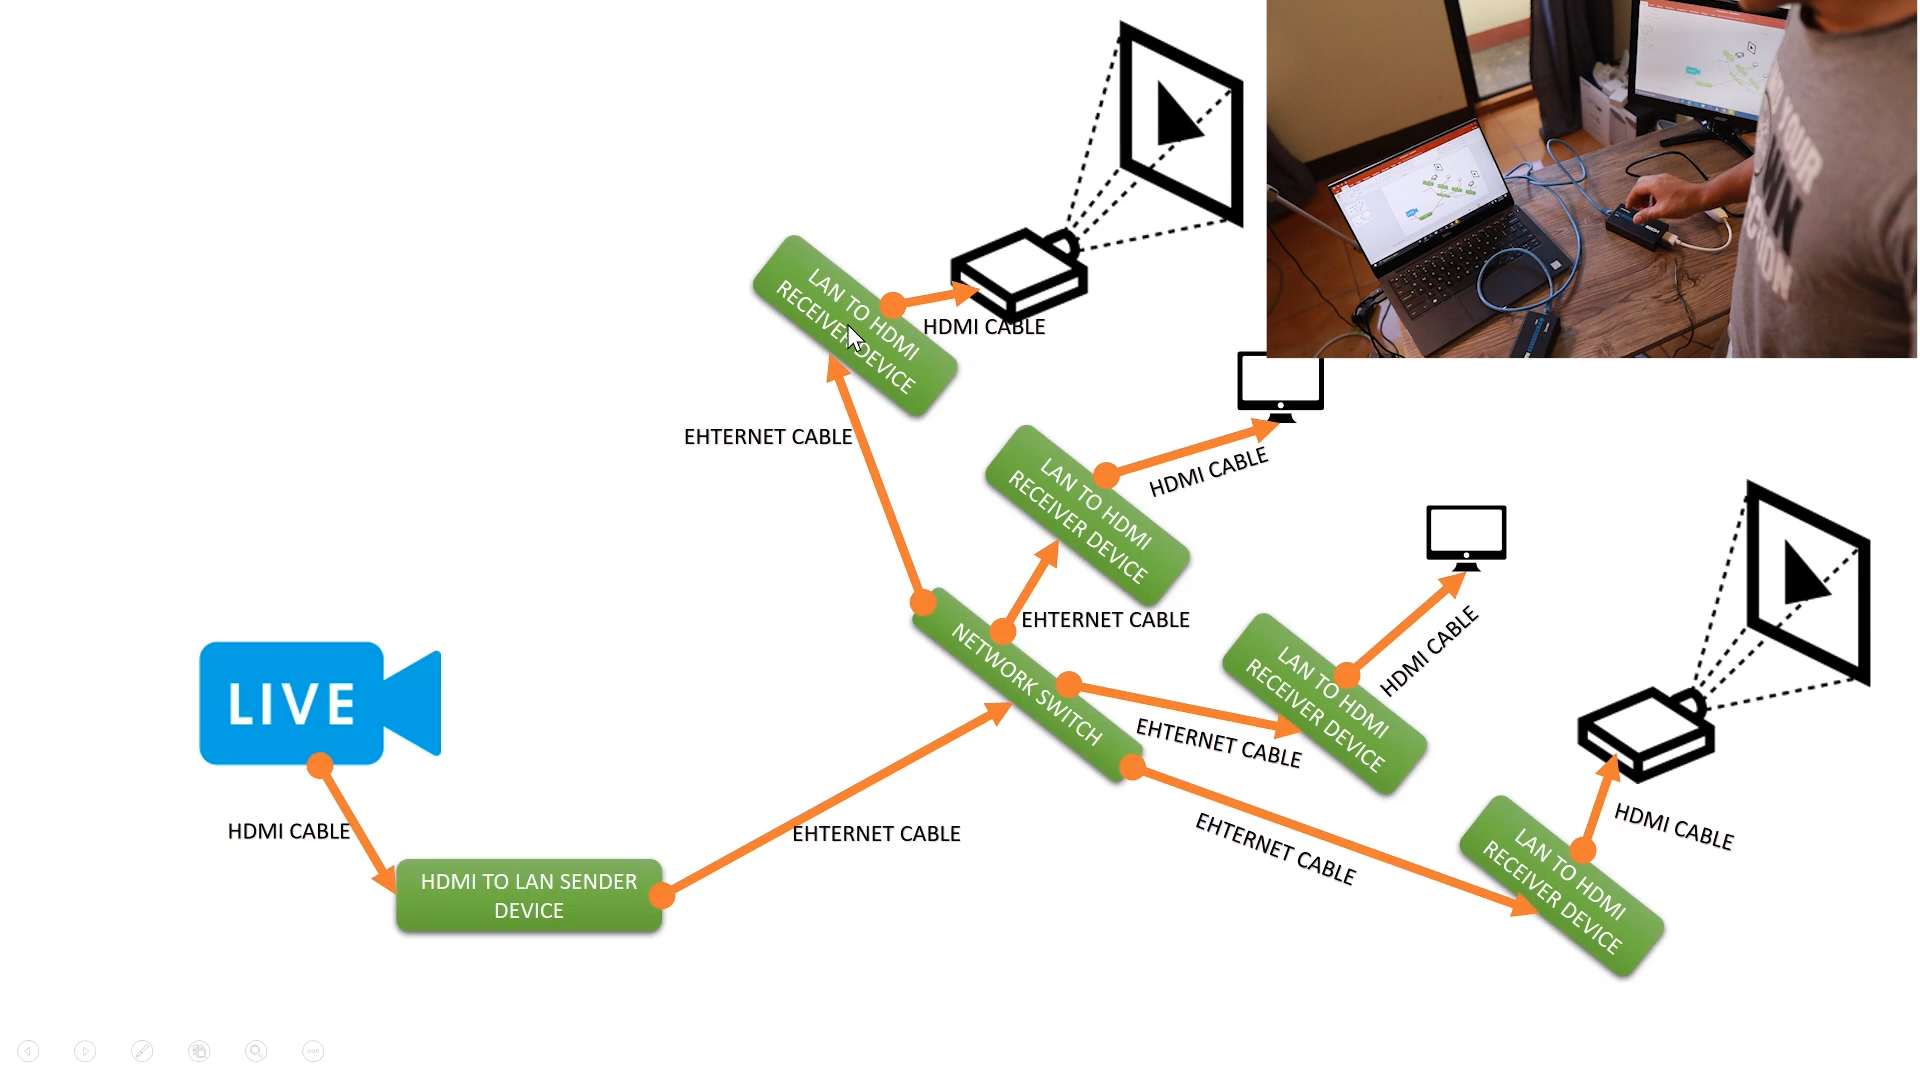 LAN TO HDMI
RECEIVER DEVICE
HDMI CABLE
EHTERNET CABLE
LAN TO HDMI
RECEIVER DEVICE
HDMI CABLE
EHTERNET CABLE
NETWORK SWITCH
LAN TO HDMI
RECEIVER DEVICE
HDMI CABLE
EHTERNET CABLE
LIVE
HDMI CABLE
HDMI TO LAN SENDER
DEVICE
EHTERNET CABLE
EHTERNET CABLE
LAN TO HDMI
RECEIVER DEVICE
HDMI CABLE
YOUR